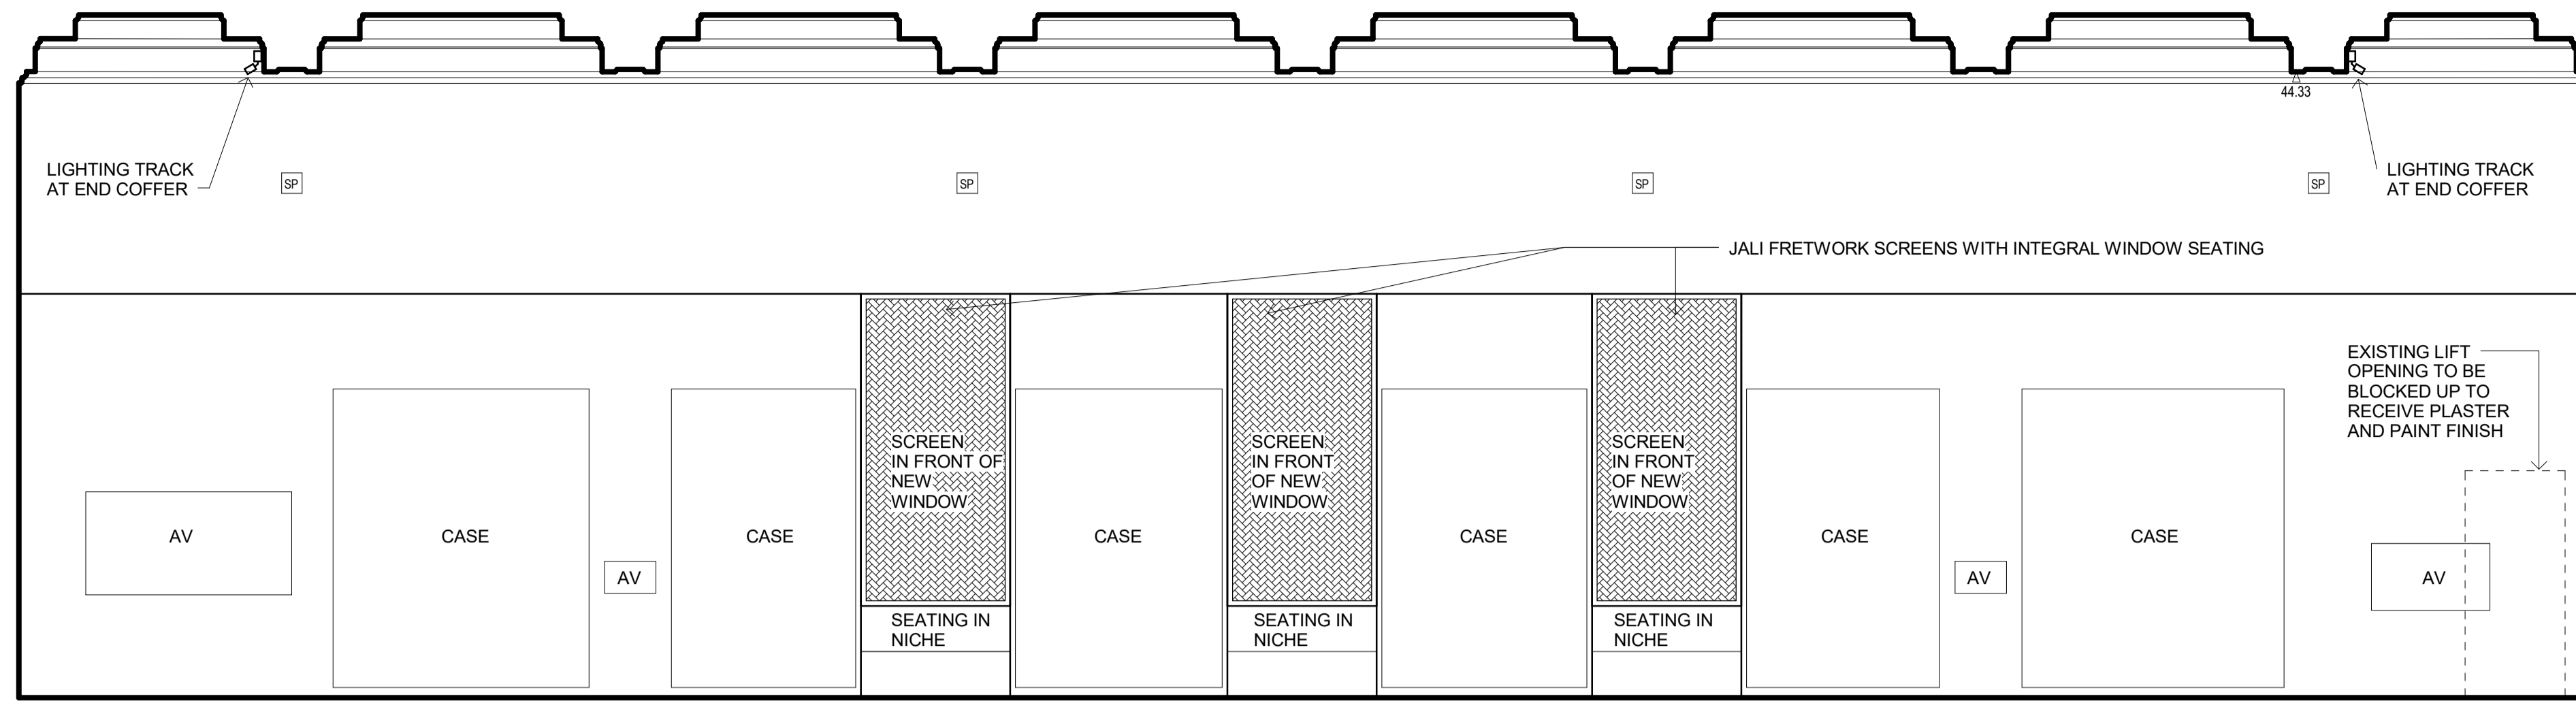 44.33
LIGHTING TRACK
AT END COFFER
SP
SP
SP
SP
LIGHTING TRACK
AT END COFFER
JALI FRETWORK SCREENS WITH INTEGRAL WINDOW SEATING
EXISTING LIFT
OPENING TO BE
BLOCKED UP TO
RECEIVE PLASTER
AND PAINT FINISH
SCREEN
IN FRONT OF
NEW
WINDOW
SCREEN
IN FRONT
OF NEW
WINDOW
SCREEN
IN FRONT
OF NEW
WINDOW
AV
CASE
AV
CASE
CASE
CASE
CASE
AV
CASE
AV
SEATING IN
NICHE
SEATING IN
NICHE
SEATING IN
NICHE